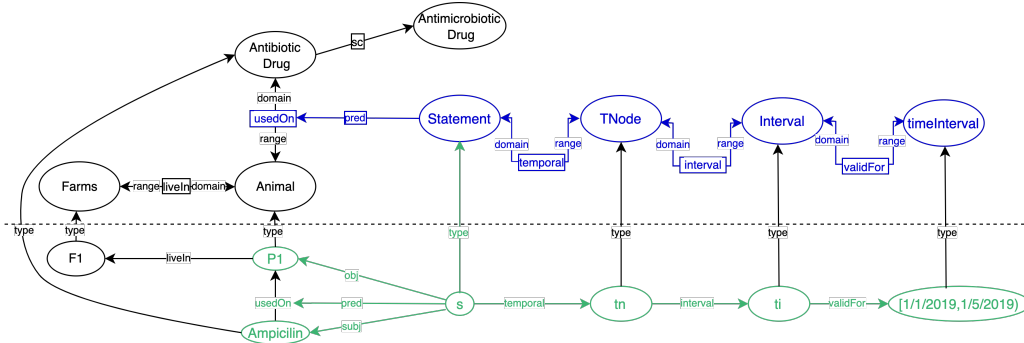 Antimicrobiotic
Drug
sc
Antibiotic
Drug
domain
usedOn
pred
Statement
TNode
Interval
timeInterval
range
domain
range
domain
range
domain
range
temporal
interval
validFor
Farms
range
liveIn
domain
Animal
type
type
type
type
type
type
type
F1
liveIn
P1
obj
usedOn
pred
s
temporal
tn
interval
ti
validFor
[1/1/2019,1/5/2019)
subj
Ampicilin